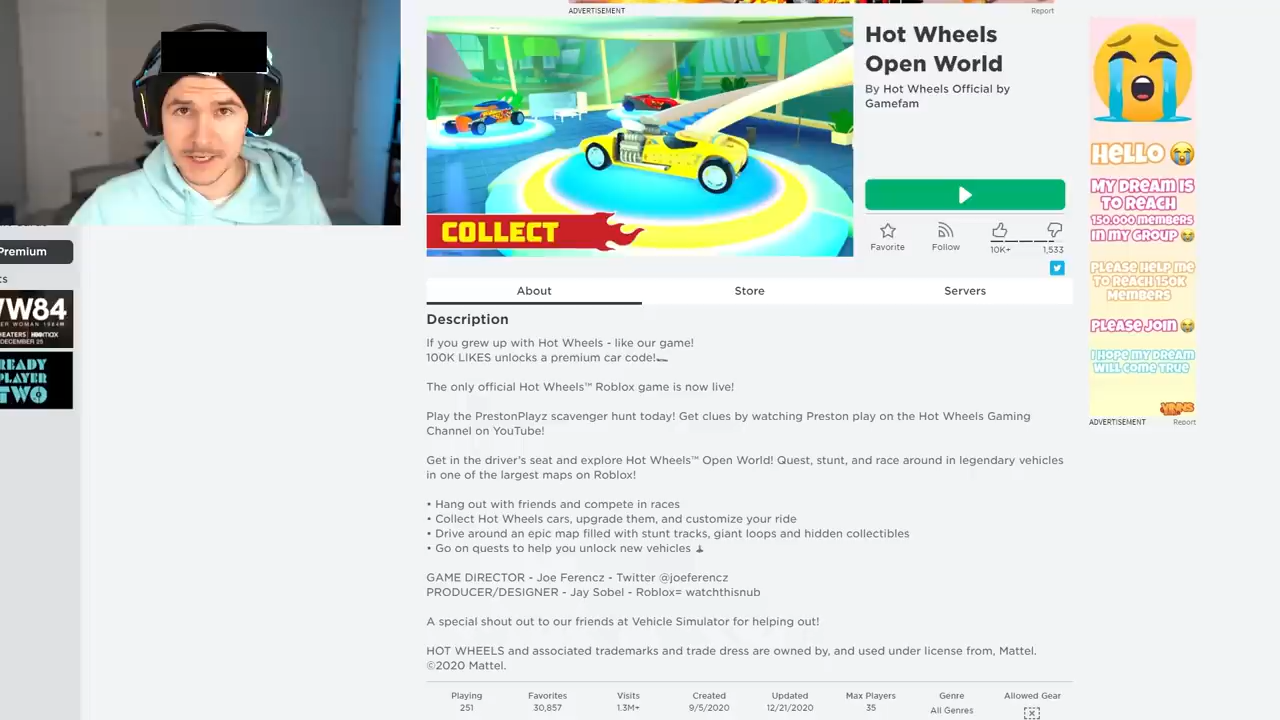 ADVERTISEMENT
Report
Hot Wheels
Open World
By Hot Wheels Official by
Gamefam
COLLECT
Favorite
Follow
10K+
1,533
Premium
WW84
WONDER WOMAN 1984
THEATERS HBOMAX
DECEMBER 25
READY
PLAYER
TWO
About
Store
Servers
Description
If you grew up with Hot Wheels - like our game!
100K LIKES unlocks a premium car code!
The only official Hot Wheels™ Roblox game is now live!
Play the PrestonPlayz scavenger hunt today! Get clues by watching Preston play on the Hot Wheels Gaming
Channel on YouTube!
Get in the driver's seat and explore Hot Wheels™ Open World! Quest, stunt, and race around in legendary vehicles
in one of the largest maps on Roblox!
• Hang out with friends and compete in races
• Collect Hot Wheels cars, upgrade them, and customize your ride
• Drive around an epic map filled with stunt tracks, giant loops and hidden collectibles
• Go on quests to help you unlock new vehicles
GAME DIRECTOR - Joe Ferencz - Twitter @joeferencz
PRODUCER/DESIGNER - Jay Sobel - Roblox= watchthisnub
A special shout out to our friends at Vehicle Simulator for helping out!
HOT WHEELS and associated trademarks and trade dress are owned by, and used under license from, Mattel.
©2020 Mattel.
Playing
Favorites
Visits
Created
Updated
Max Players
Genre
Allowed Gear
251
30,857
1.3M+
9/5/2020
12/21/2020
35
All Genres
HELLO 😭
MY DREAM IS
TO REACH
150.000 MEMBERS
IN MY GROUP 😭
PLEASE HELP ME
TO REACH 150K
MEMBERS
PLEASE JOIN 😭
I HOPE MY DREAM
WILL COME TRUE
ADVERTISEMENT
Report